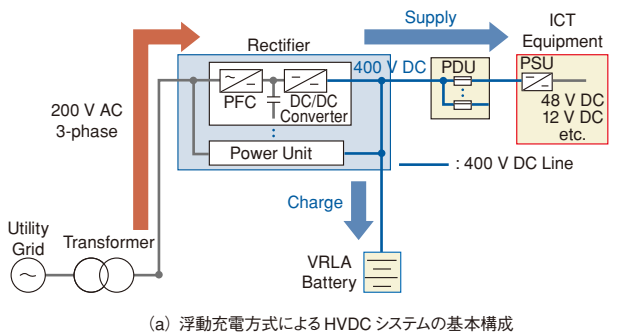 Supply
ICT
Equipment
Rectifier
400 V DC
PDU
PSU
PFC
DC/DC
Converter
200 V AC
3-phase
48 V DC
12 V DC
etc.
Power Unit
: 400 V DC Line
Charge
Utility
Grid
Transformer
VRLA
Battery
(a) 浮動充電方式によるHVDCシステムの基本構成